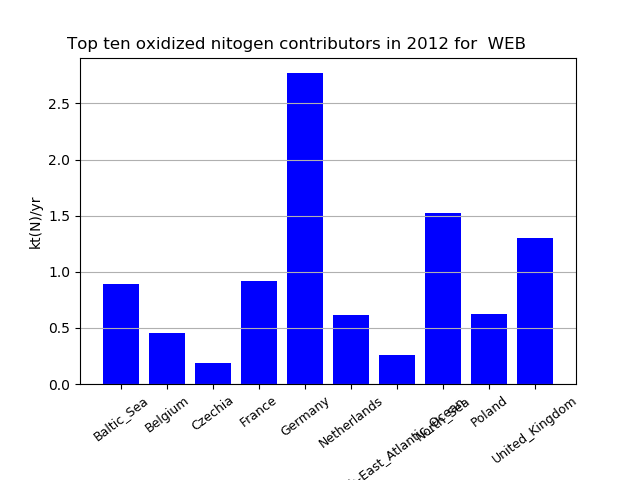 Top ten oxidized nitogen contributors in 2012 for WEB
kt(N)/yr
2.5
2.0
1.5
1.0
0.5
0.0
Baltic_Sea
Belgium
Czechia
France
Germany
Netherlands
-East_Atlantic_Ocean
North_Sea
Poland
United_Kingdom